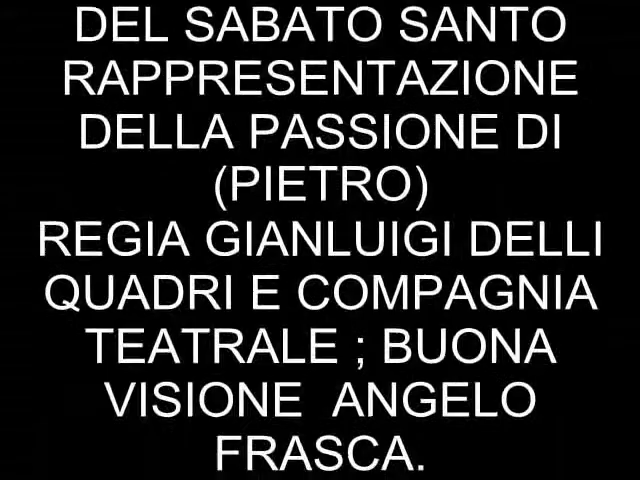 DEL SABATO SANTO
RAPPRESENTAZIONE
DELLA PASSIONE DI
(PIETRO)
REGIA GIANLUIGI DELLI
QUADRI E COMPAGNIA
TEATRALE ; BUONA
VISIONE  ANGELO
FRASCA.